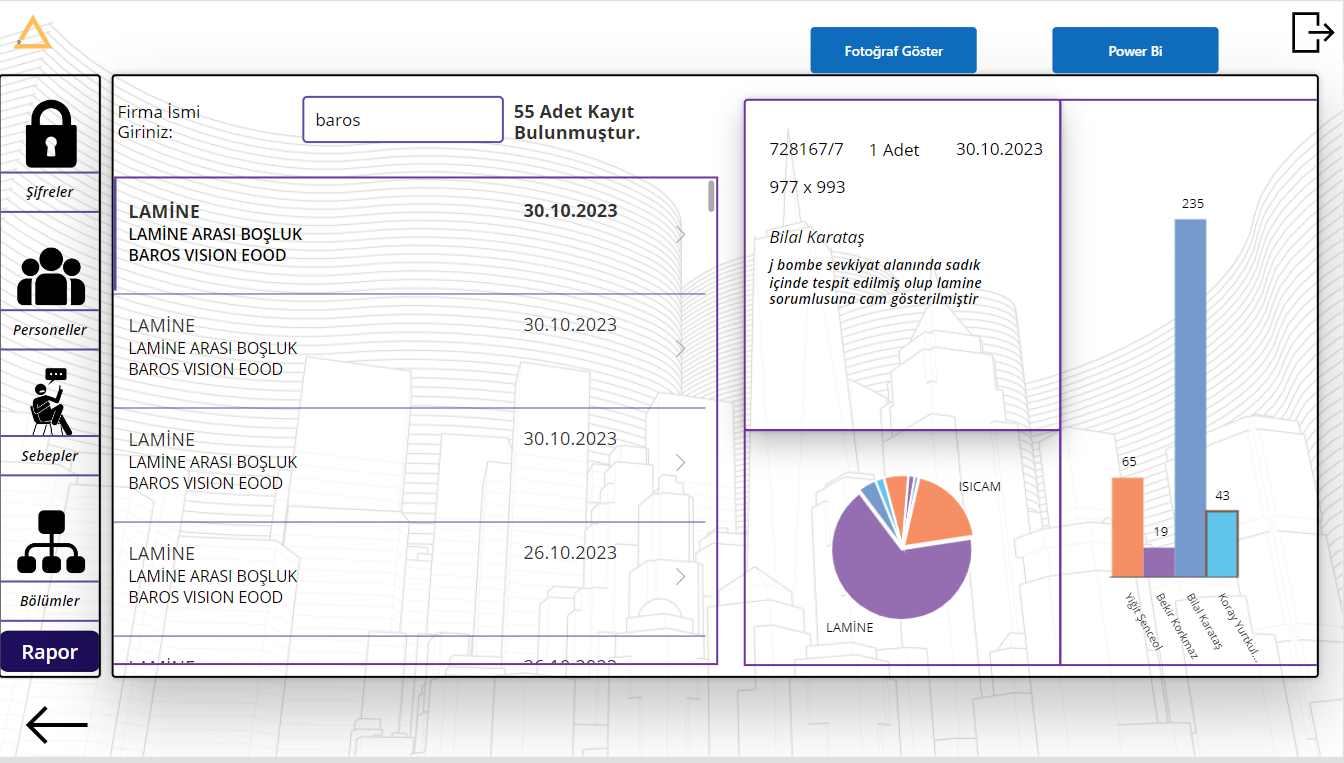 Fotoğraf Göster
Power Bi
Firma İsmi
Giriniz:
baros
55 Adet Kayıt
Bulunmuştur.
Şifreler
Personeller
Sebepler
Bölümler
Rapor
LAMİNE
30.10.2023
LAMİNE ARASI BOŞLUK
BAROS VISION EOOD
LAMİNE
30.10.2023
LAMİNE ARASI BOŞLUK
BAROS VISION EOOD
LAMİNE
30.10.2023
LAMİNE ARASI BOŞLUK
BAROS VISION EOOD
LAMİNE
26.10.2023
LAMİNE ARASI BOŞLUK
BAROS VISION EOOD
LAMİNE
26.10.2023
728167/7 1 Adet 30.10.2023
977 x 993
Bilal Karataş
j bombe sevkiyat alanında sadık
içinde tespit edilmiş olup lamine
sorumlusuna cam gösterilmiştir
ISICAM
LAMİNE
235
65
19
43
Yiğit Şenceol
Bekir Korkmaz
Bilal Karataş
Koray Yurtkul...